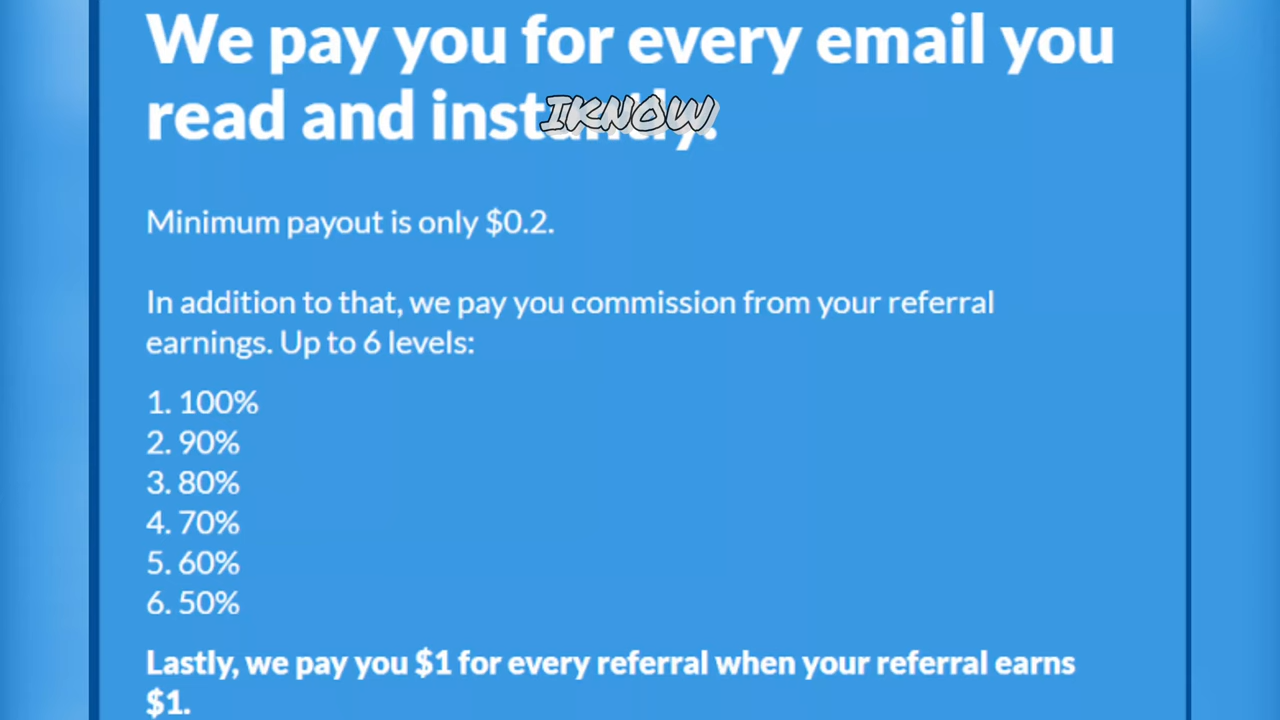 We pay you for every email you
read and instantly.
IKNOW
Minimum payout is only $0.2.
In addition to that, we pay you commission from your referral
earnings. Up to 6 levels:
1. 100%
2. 90%
3. 80%
4. 70%
5. 60%
6. 50%
Lastly, we pay you $1 for every referral when your referral earns
$1.